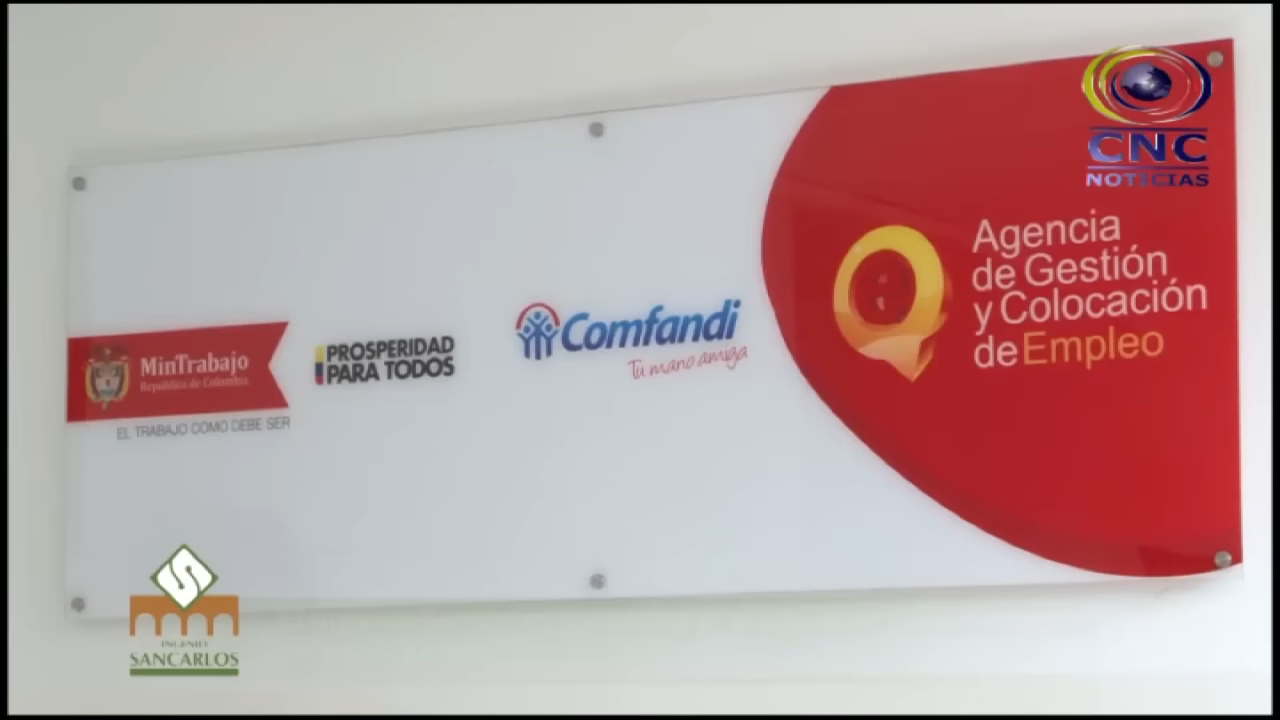 CNC
NOTICIAS
Agencia
de Gestión
y Colocación
de Empleo
Comfandi
Tu mano amiga
PROSPERIDAD
PARA TODOS
MinTrabajo
República de Colombia
EL TRABAJO COMO DEBE SER
INGENIO
SANCARLOS